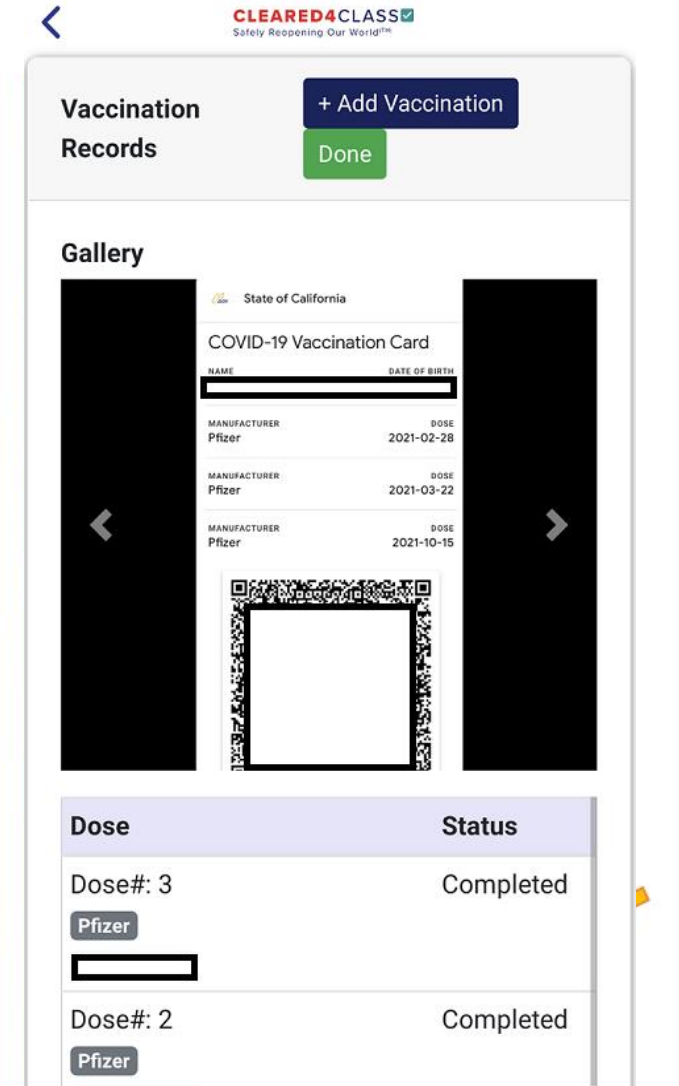 CLEARED4CLASS
Safely Reopening Our World™
Vaccination
Records
+ Add Vaccination
Done
Gallery
State of California
COVID-19 Vaccination Card
NAME DATE OF BIRTH
MANUFACTURER DOSE
Pfizer 2021-02-28
MANUFACTURER DOSE
Pfizer 2021-03-22
MANUFACTURER DOSE
Pfizer 2021-10-15
Dose Status
Dose#: 3 Completed
Pfizer
Dose#: 2 Completed
Pfizer